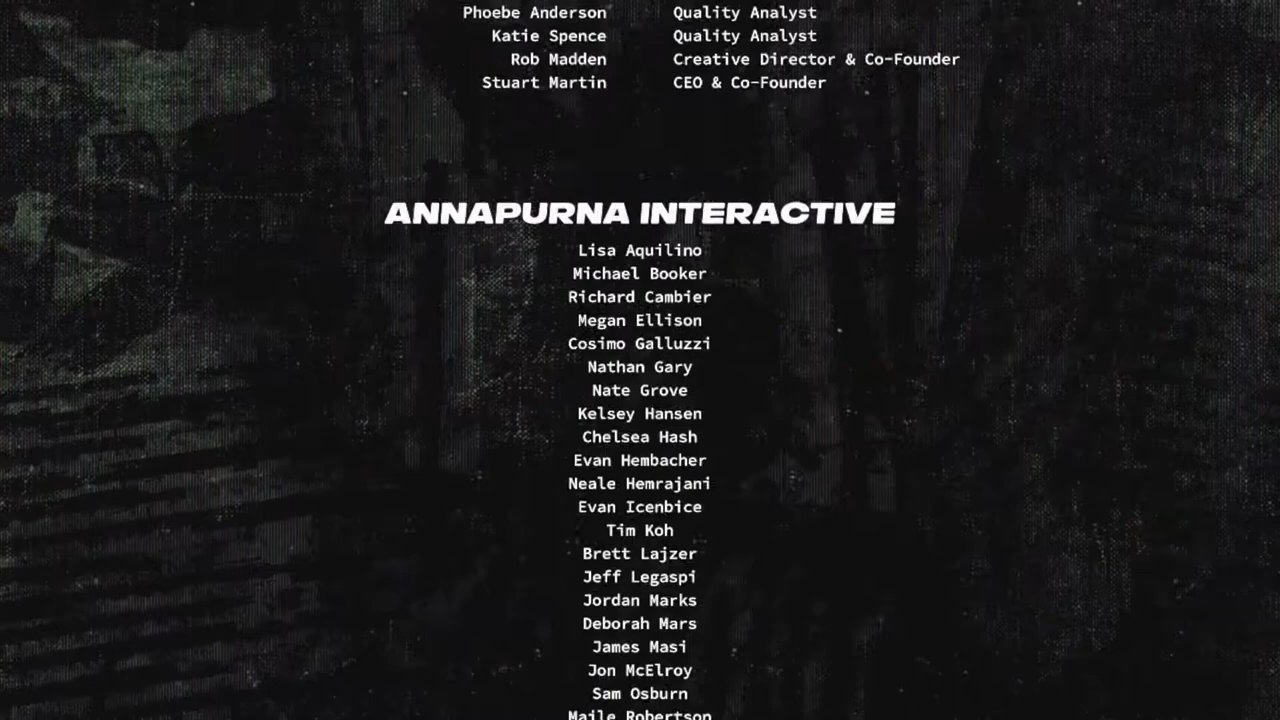 Phoebe Anderson Quality Analyst
Katie Spence Quality Analyst
Rob Madden Creative Director & Co-Founder
Stuart Martin CEO & Co-Founder
ANNAPURNA INTERACTIVE
Lisa Aquilino
Michael Booker
Richard Cambier
Megan Ellison
Cosimo Galluzzi
Nathan Gary
Nate Grove
Kelsey Hansen
Chelsea Hash
Evan Hembacher
Neale Hemrajani
Evan Icenbice
Tim Koh
Brett Lajzer
Jeff Legaspi
Jordan Marks
Deborah Mars
James Masi
Jon McElroy
Sam Osburn
Maile Robertson